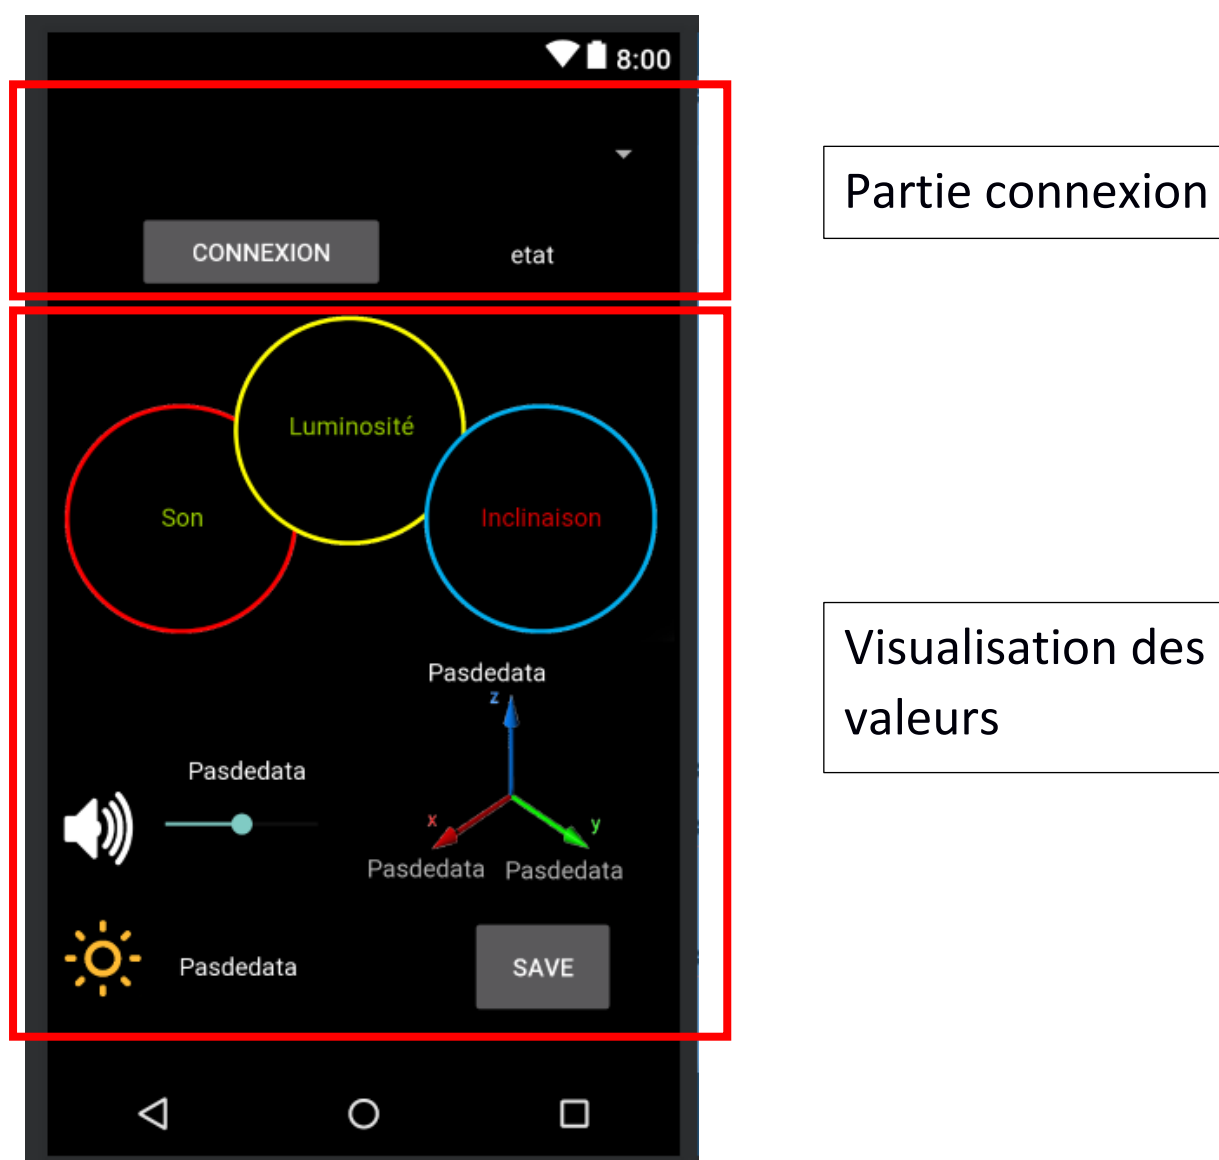 8:00
Partie connexion
CONNEXION
etat
Luminosité
Son
Inclinaison
Visualisation des
valeurs
Pasdedata
z
Pasdedata
x
y
Pasdedata
Pasdedata
Pasdedata
SAVE